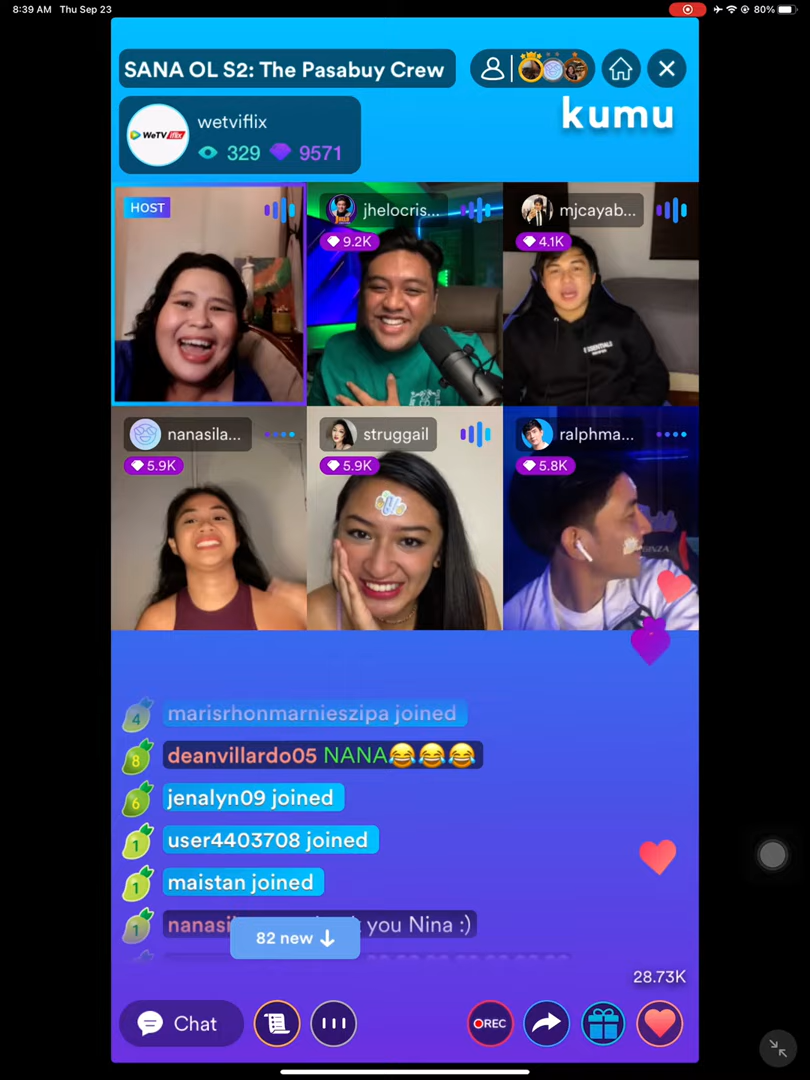 8:39 AM Thu Sep 23
80%
SANA OL S2: The Pasabuy Crew
kumu
WeTV iflix
wetviflix
329 9571
HOST
jhelocris...
9.2K
mjcayab...
4.1K
nanasila...
5.9K
struggail
5.9K
ralphma...
5.8K
4 marisrhonmarnieszipa joined
8 deanvillardo05 NANA😂😂😂
6 jenalyn09 joined
1 user4403708 joined
1 maistan joined
1 nanasi
you Nina :)
82 new ↓
28.73K
Chat
REC